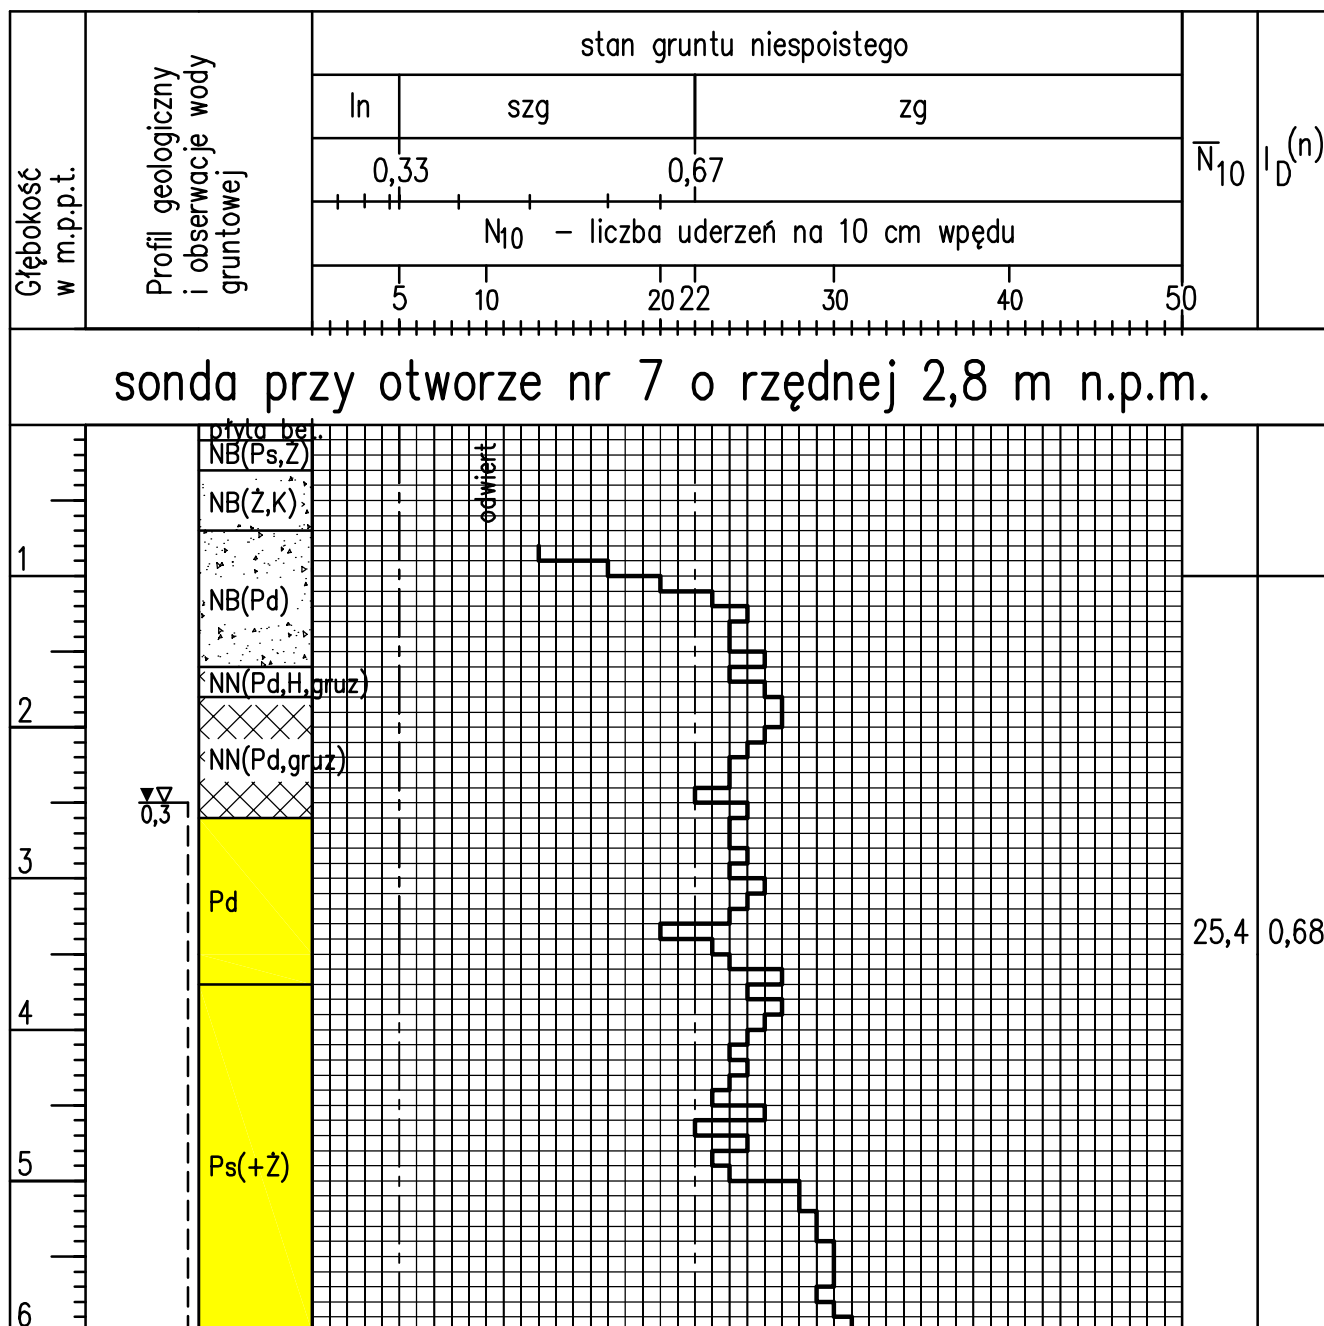 Głębokość
w m.p.p.t.
Profil geologiczny
i obserwacje wody
gruntowej
stan gruntu niespoistego
ln szg zg
0,33 0,67
N10 – liczba uderzeń na 10 cm wpędu
5 10 20 22 30 40 50
N10 ID(n)
sonda przy otworze nr 7 o rzędnej 2,8 m n.p.m.
płyta bet.
NB(Ps,Ż)
odwiert
NB(Ż,K)
1
NB(Pd)
NN(Pd,H,gruz)
2
NN(Pd,gruz)
0,3
3
Pd
25,4 0,68
4
5
Ps(+Ż)
6